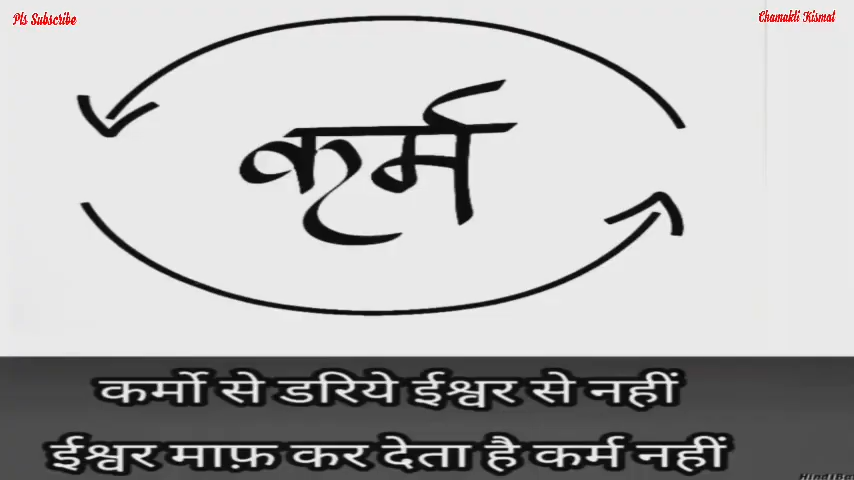 Pls Subscribe
Chamakti Kismat
कर्म
कर्मो से डरिये ईश्वर से नहीं
ईश्वर माफ़ कर देता है कर्म नहीं